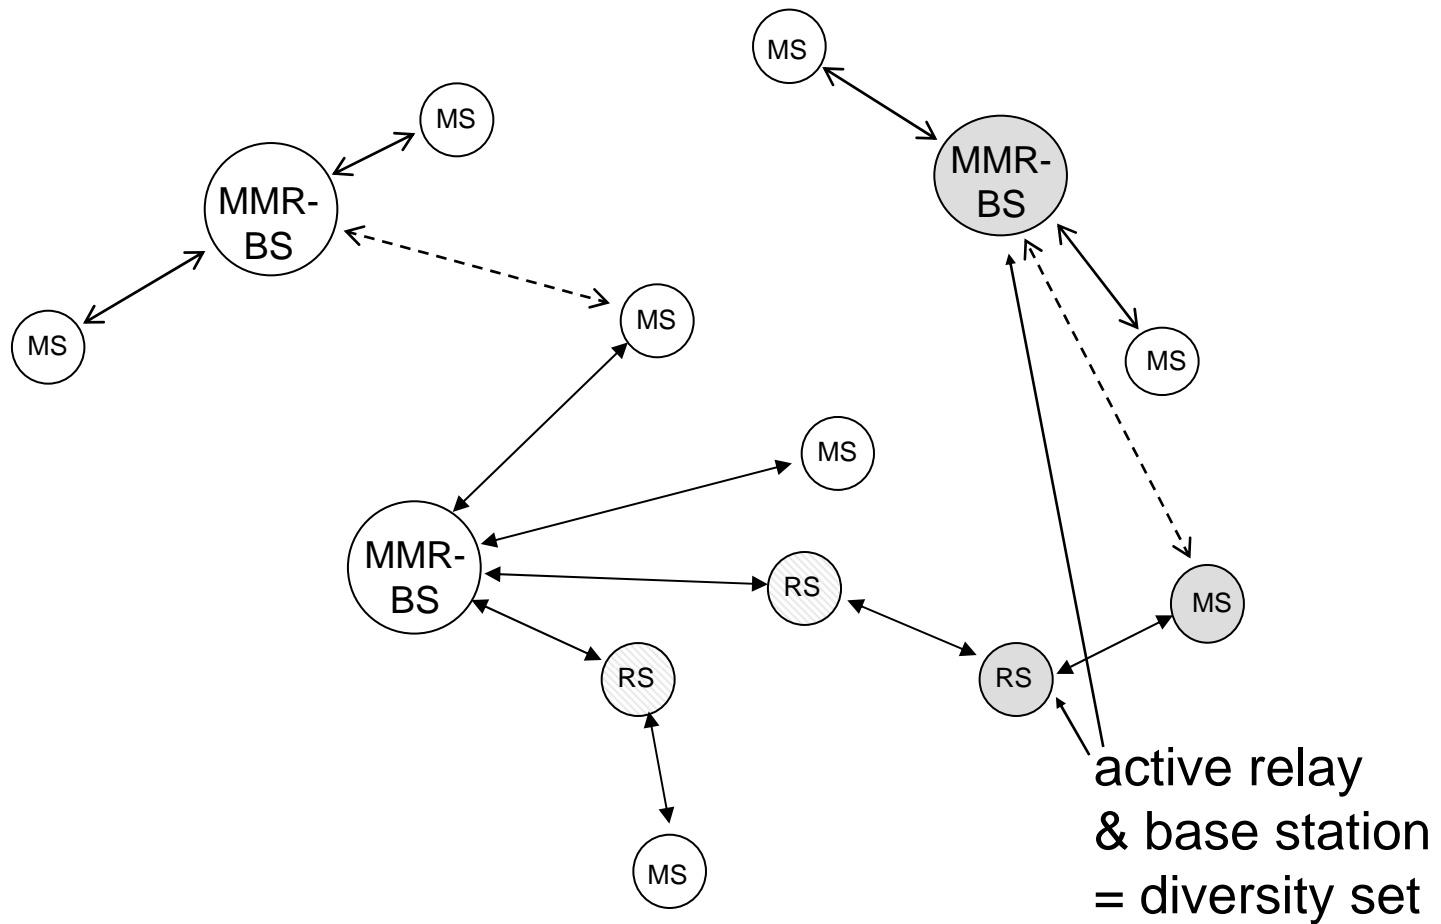 MS
MS
MMR-
BS
MMR-
BS
MS
MS
MS
MS
MS
MMR-
BS
RS
MS
RS
RS
active relay
& base station
= diversity set
MS